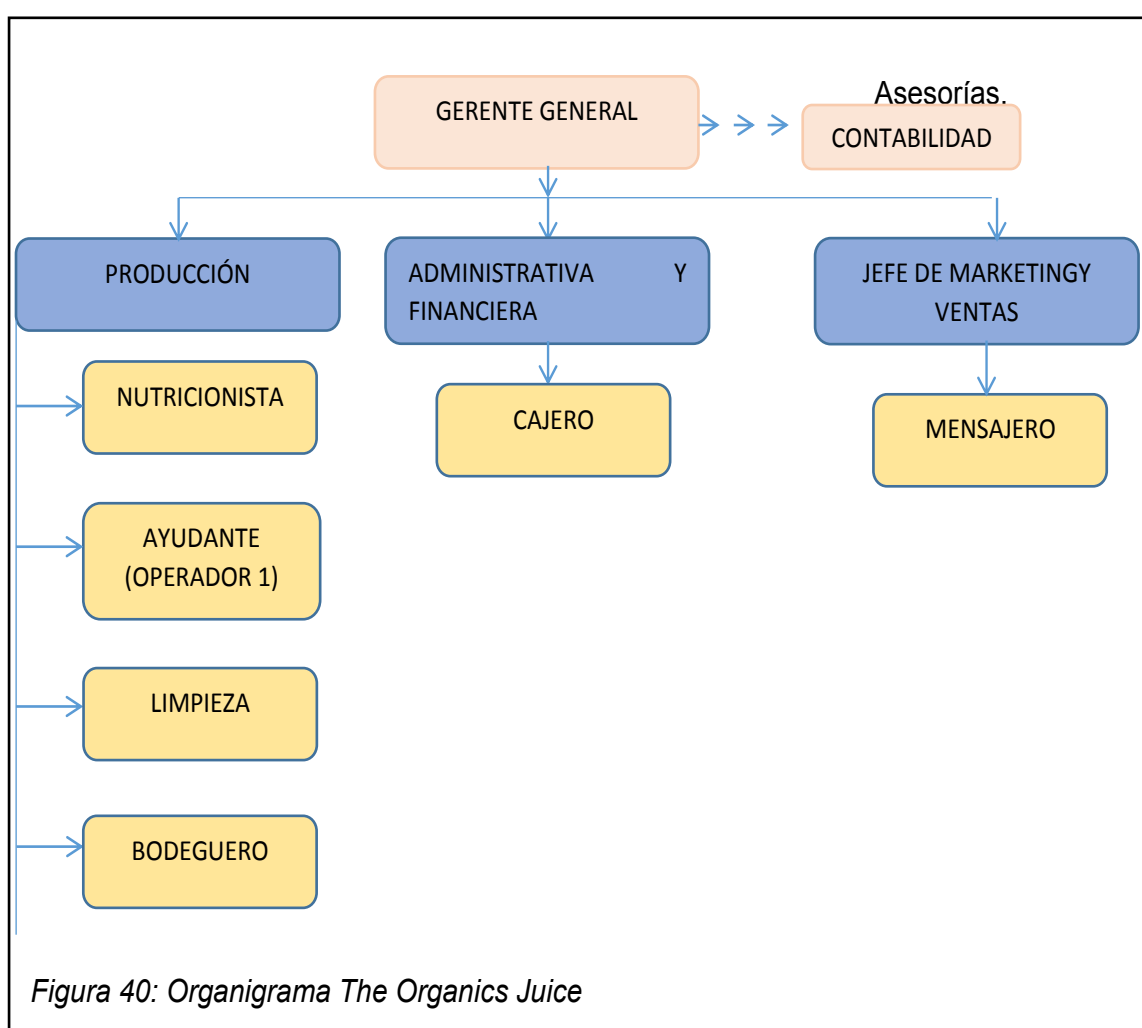 Asesorías.
GERENTE GENERAL
CONTABILIDAD
PRODUCCIÓN
ADMINISTRATIVA Y
FINANCIERA
JEFE DE MARKETINGY
VENTAS
NUTRICIONISTA
CAJERO
MENSAJERO
AYUDANTE
(OPERADOR 1)
LIMPIEZA
BODEGUERO
Figura 40: Organigrama The Organics Juice